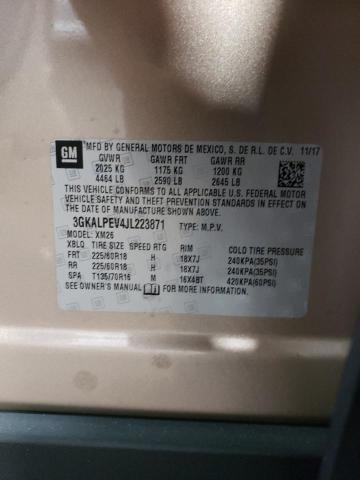 GM
MFD BY GENERAL MOTORS DE MEXICO, S. DE R.L. DE C.V. 11/17
GVWR GAWR FRT GAWR RR
2025 KG 1175 KG 1200 KG
4464 LB 2590 LB 2645 LB
THIS VEHICLE CONFORMS TO ALL APPLICABLE U.S. FEDERAL MOTOR
VEHICLE SAFETY AND THEFT PREVENTION STANDARDS IN EFFECT ON
THE DATE OF MANUFACTURE SHOWN ABOVE.
3GKALPEV4JL223871 TYPE: M.P.V.
MODEL: XM26
XBLQ TIRE SIZE SPEED RTG RIM COLD TIRE PRESSURE
FRT 225/60R18 H 18X7J 240KPA(35PSI)
RR 225/60R18 H 18X7J 240KPA(35PSI)
SPA T135/70R16 M 16X4BT 420KPA(60PSI)
SEE OWNER'S MANUAL FOR MORE INFORMATION